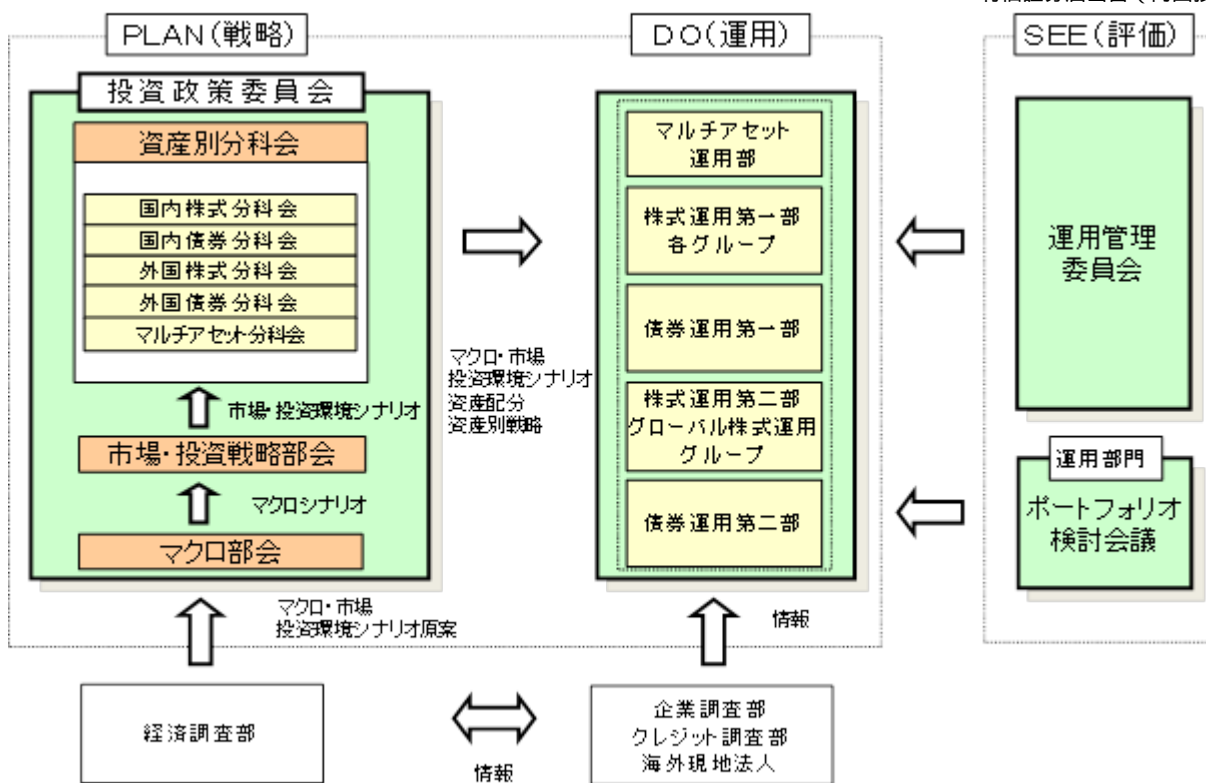 PLAN(戦略)
投資政策委員会
資産別分科会
国内株式分科会
国内債券分科会
外国株式分科会
外国債券分科会
マルチアセット分科会
市場・投資環境シナリオ
市場・投資戦略部会
マクロシナリオ
マクロ部会
マクロ・市場
投資環境シナリオ原案
経済調査部
マクロ・市場
投資環境シナリオ
資産配分
資産別戦略
DO(運用)
マルチアセット
運用部
株式運用第一部
各グループ
債券運用第一部
株式運用第二部
グローバル株式運用
グループ
債券運用第二部
情報
情報
企業調査部
クレジット調査部
海外現地法人
SEE(評価)
運用管理
委員会
運用部門
ポートフォリオ
検討会議